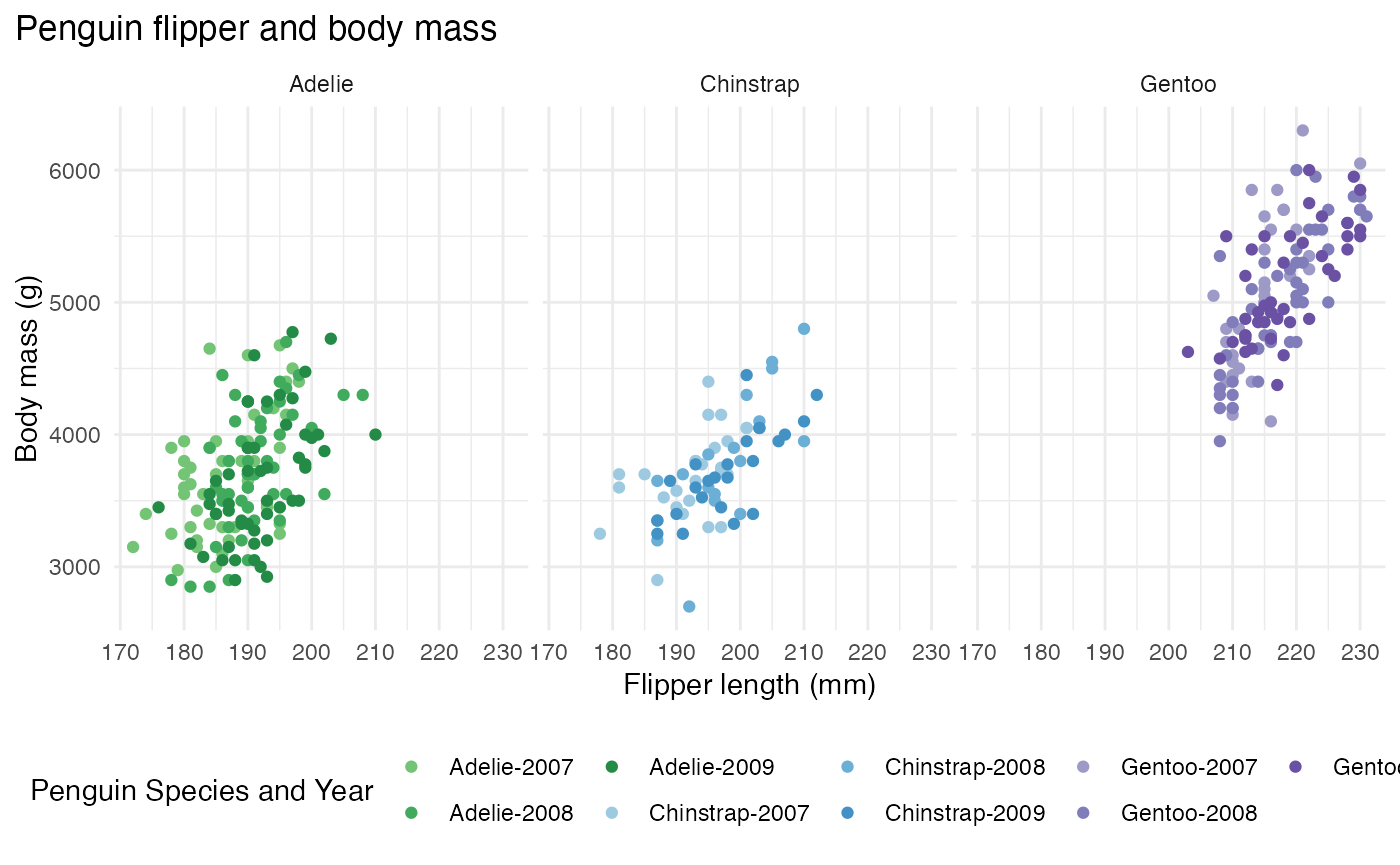 Penguin flipper and body mass
Adelie Chinstrap Gentoo
6000
5000
4000
3000
Body mass (g)
170 180 190 200 210 220 230 170 180 190 200 210 220 230 170 180 190 200 210 220 230
Flipper length (mm)
Penguin Species and Year
Adelie-2007 Adelie-2009 Chinstrap-2008 Gentoo-2007 Gentoo
Adelie-2008 Chinstrap-2007 Chinstrap-2009 Gentoo-2008